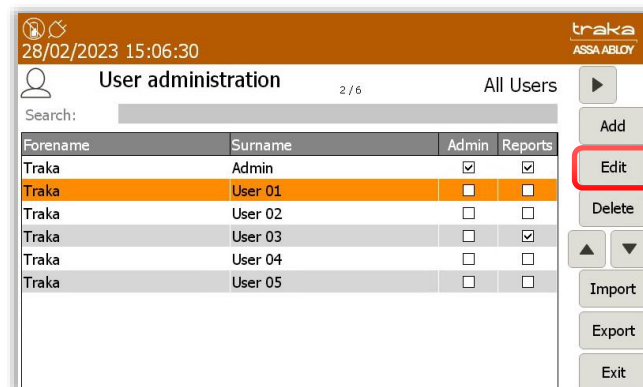 traka
28/02/2023 15:06:30
ASSA ABLOY
User administration 2/6 All Users
Search:
Add
Forename Surname Admin Reports
Traka Admin
Edit
Traka User 01
Traka User 02
Delete
Traka User 03
Traka User 04
Traka User 05
Import
Export
Exit